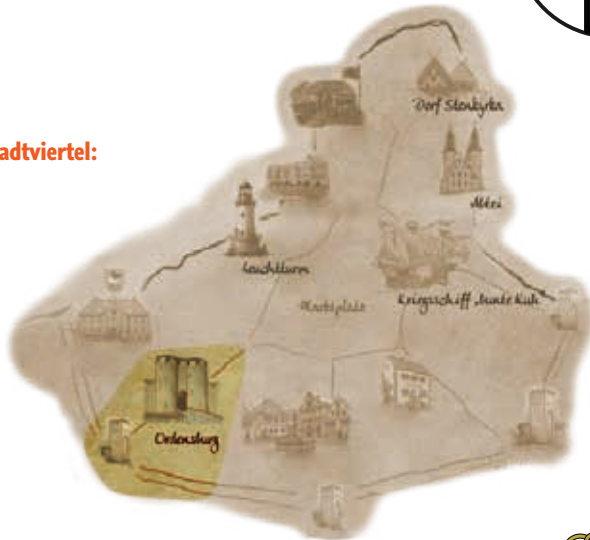 Dorf Stenkyrka
adtviertel:
Abtei
Leuchtturm
Kriegsschiff „Bunte Kuh“
Marktplatz
Ordensburg